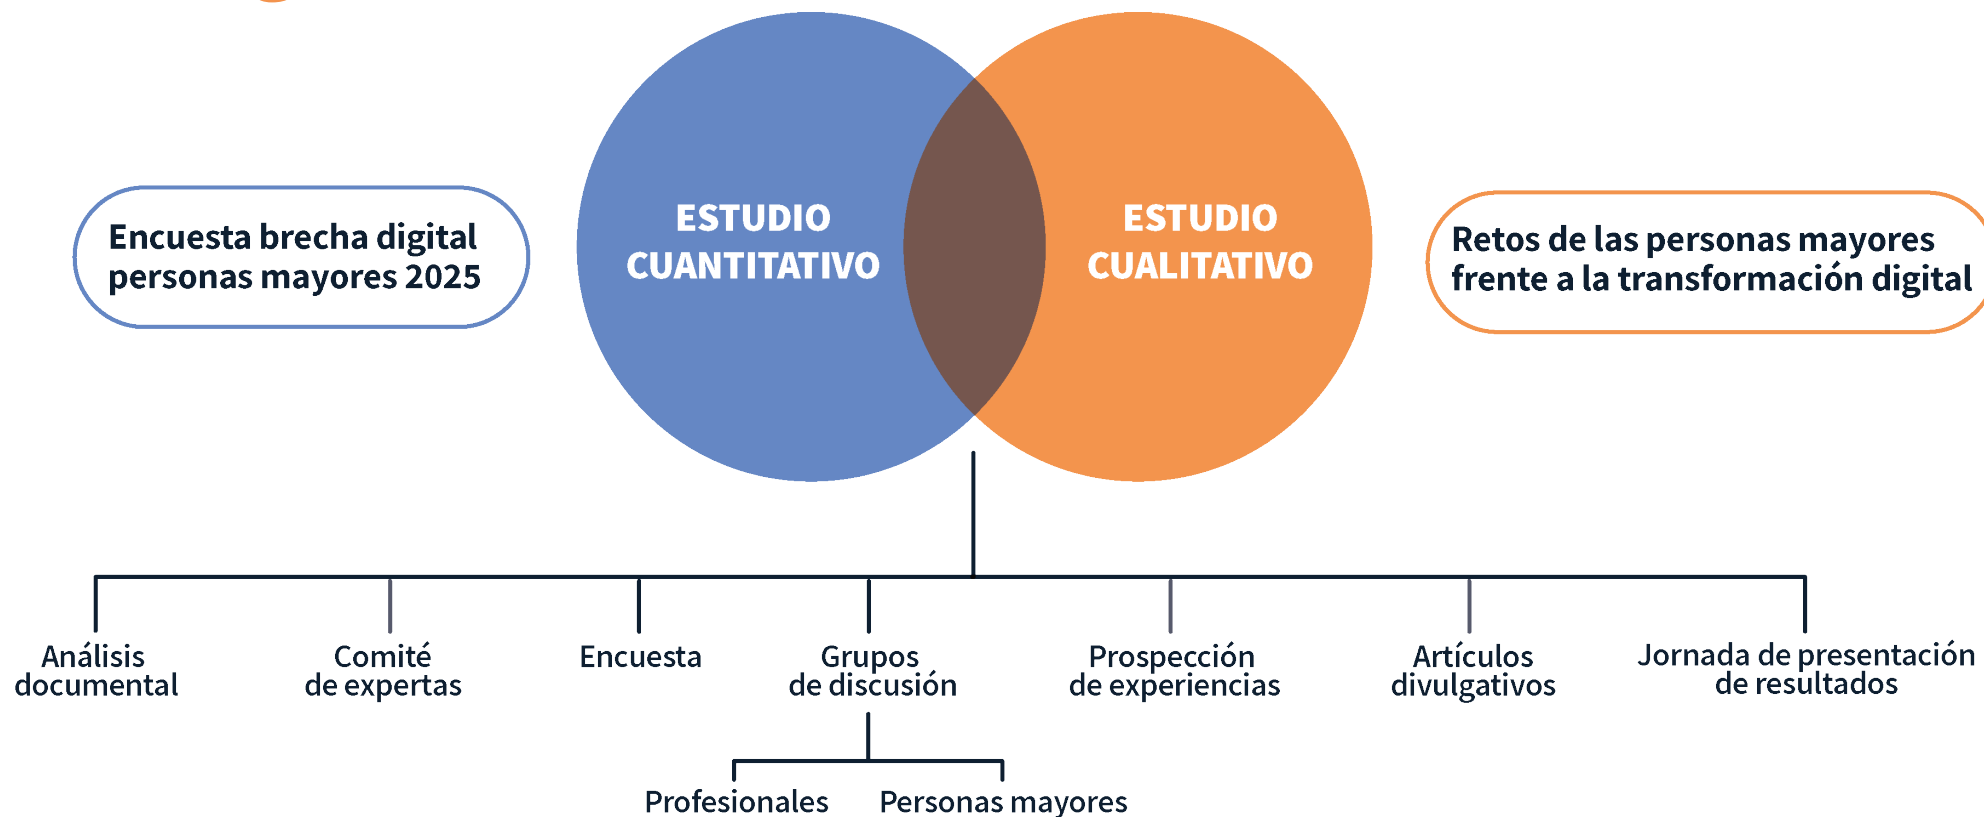 Encuesta brecha digital
personas mayores 2025
ESTUDIO
CUANTITATIVO
ESTUDIO
CUALITATIVO
Retos de las personas mayores
frente a la transformación digital
Análisis
documental
Comité
de expertas
Encuesta
Grupos
de discusión
Prospección
de experiencias
Artículos
divulgativos
Jornada de presentación
de resultados
Profesionales
Personas mayores